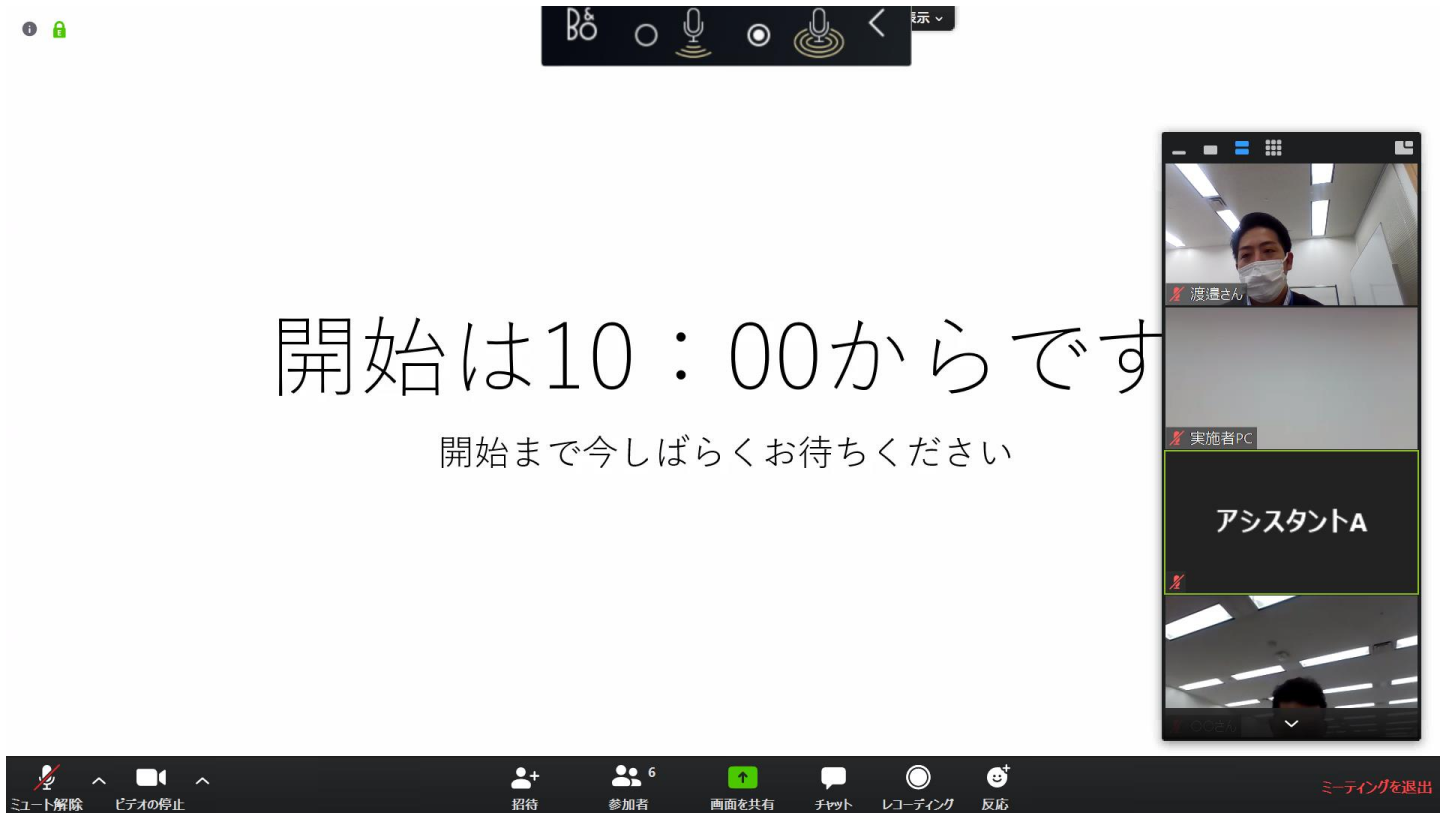 B&O
表示
開始は10：00からです
開始まで今しばらくお待ちください
渡邉さん
実施者PC
アシスタントA
○○さん
ミュート解除
ビデオの停止
招待
参加者
6
画面を共有
チャット
レコーディング
反応
ミーティングを退出